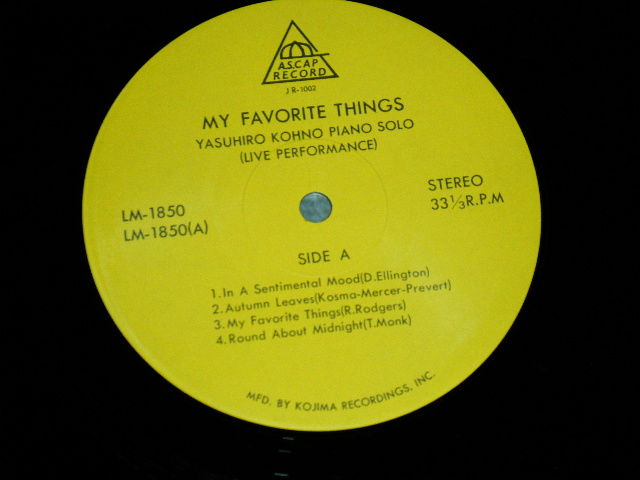 A.S.CAP
RECORD
J R-1002
MY FAVORITE THINGS
YASUHIRO KOHNO PIANO SOLO
(LIVE PERFORMANCE)
LM-1850
LM-1850(A)
STEREO
33⅓R.P.M
SIDE A
1.In A Sentimental Mood(D.Ellington)
2.Autumn Leaves(Kosma-Mercer-Prevert)
3.My Favorite Things(R.Rodgers)
4.Round About Midnight(T.Monk)
MFD. BY KOJIMA RECORDINGS, INC.